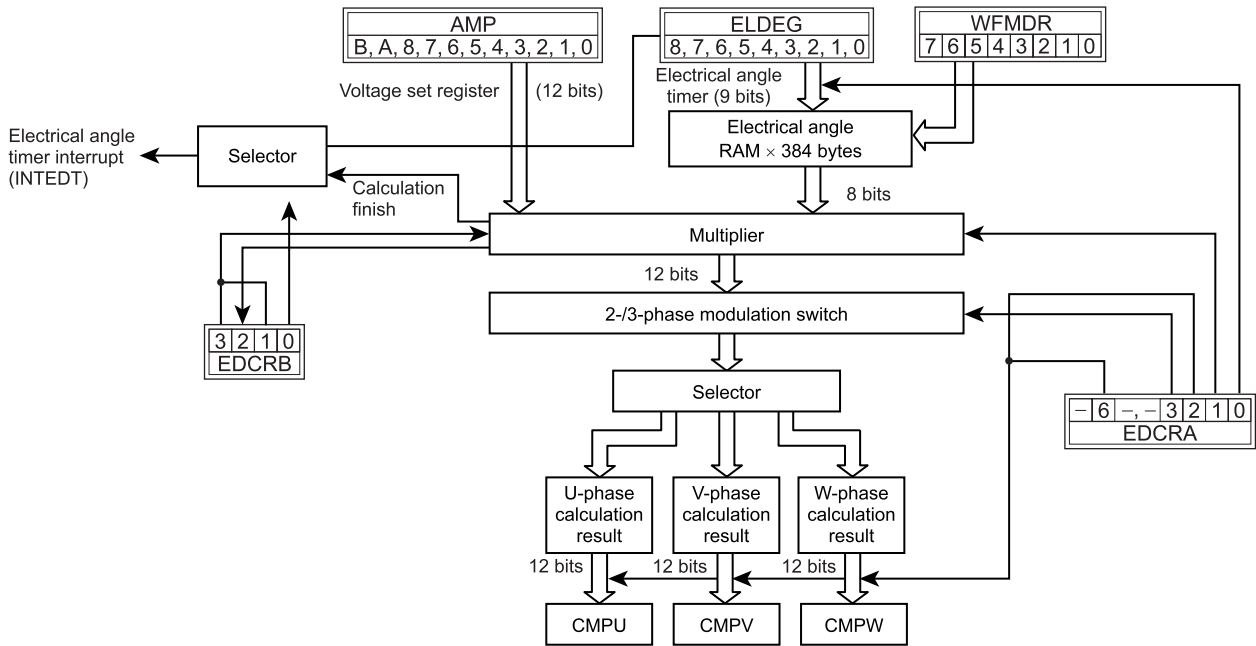 AMP
B, A, 8, 7, 6, 5, 4, 3, 2, 1, 0
ELDEG
8, 7, 6, 5, 4, 3, 2, 1, 0
WFMDR
7 6 5 4 3 2 1 0
Voltage set register
(12 bits)
Electrical angle
timer (9 bits)
Electrical angle
timer interrupt
(INTEDT)
Selector
Electrical angle
RAM × 384 bytes
Calculation
finish
8 bits
Multiplier
12 bits
2-/3-phase modulation switch
3 2 1 0
EDCRB
Selector
– 6 –, – 3 2 1 0
EDCRA
U-phase
calculation
result
V-phase
calculation
result
W-phase
calculation
result
12 bits
12 bits
12 bits
CMPU
CMPV
CMPW